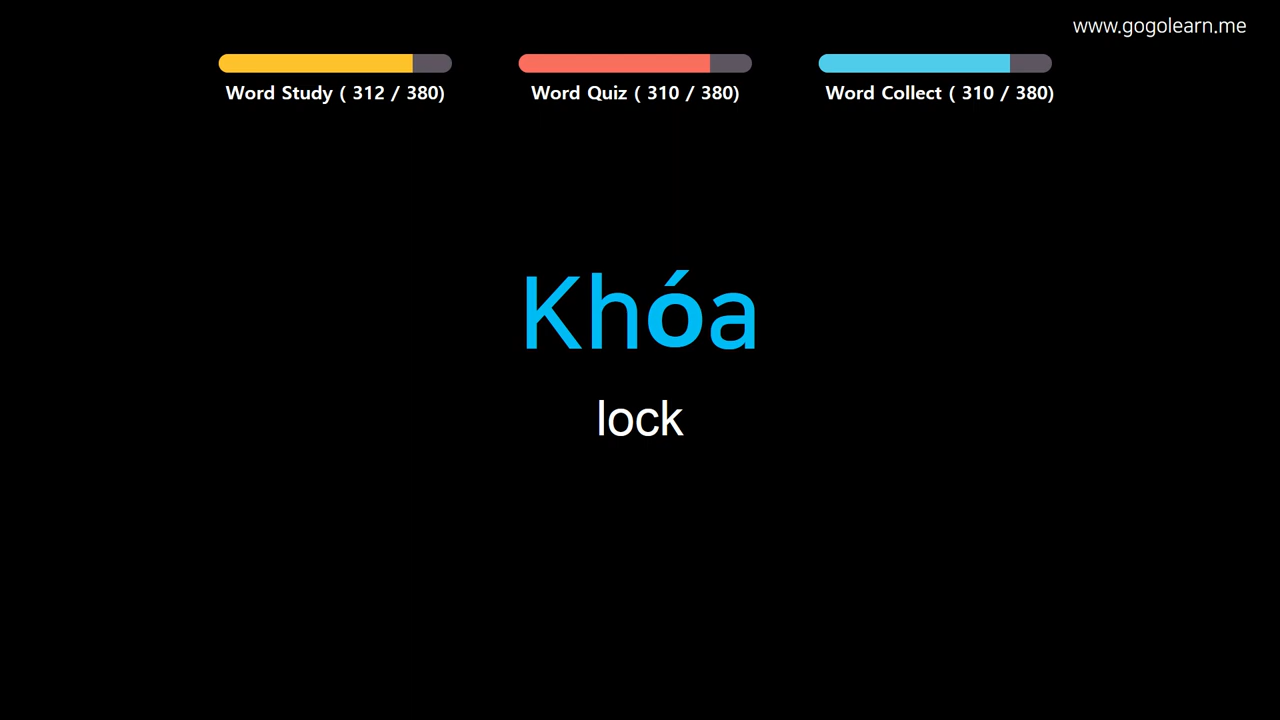 www.gogolearn.me
Word Study ( 312 / 380)
Word Quiz ( 310 / 380)
Word Collect ( 310 / 380)
Khóa
lock